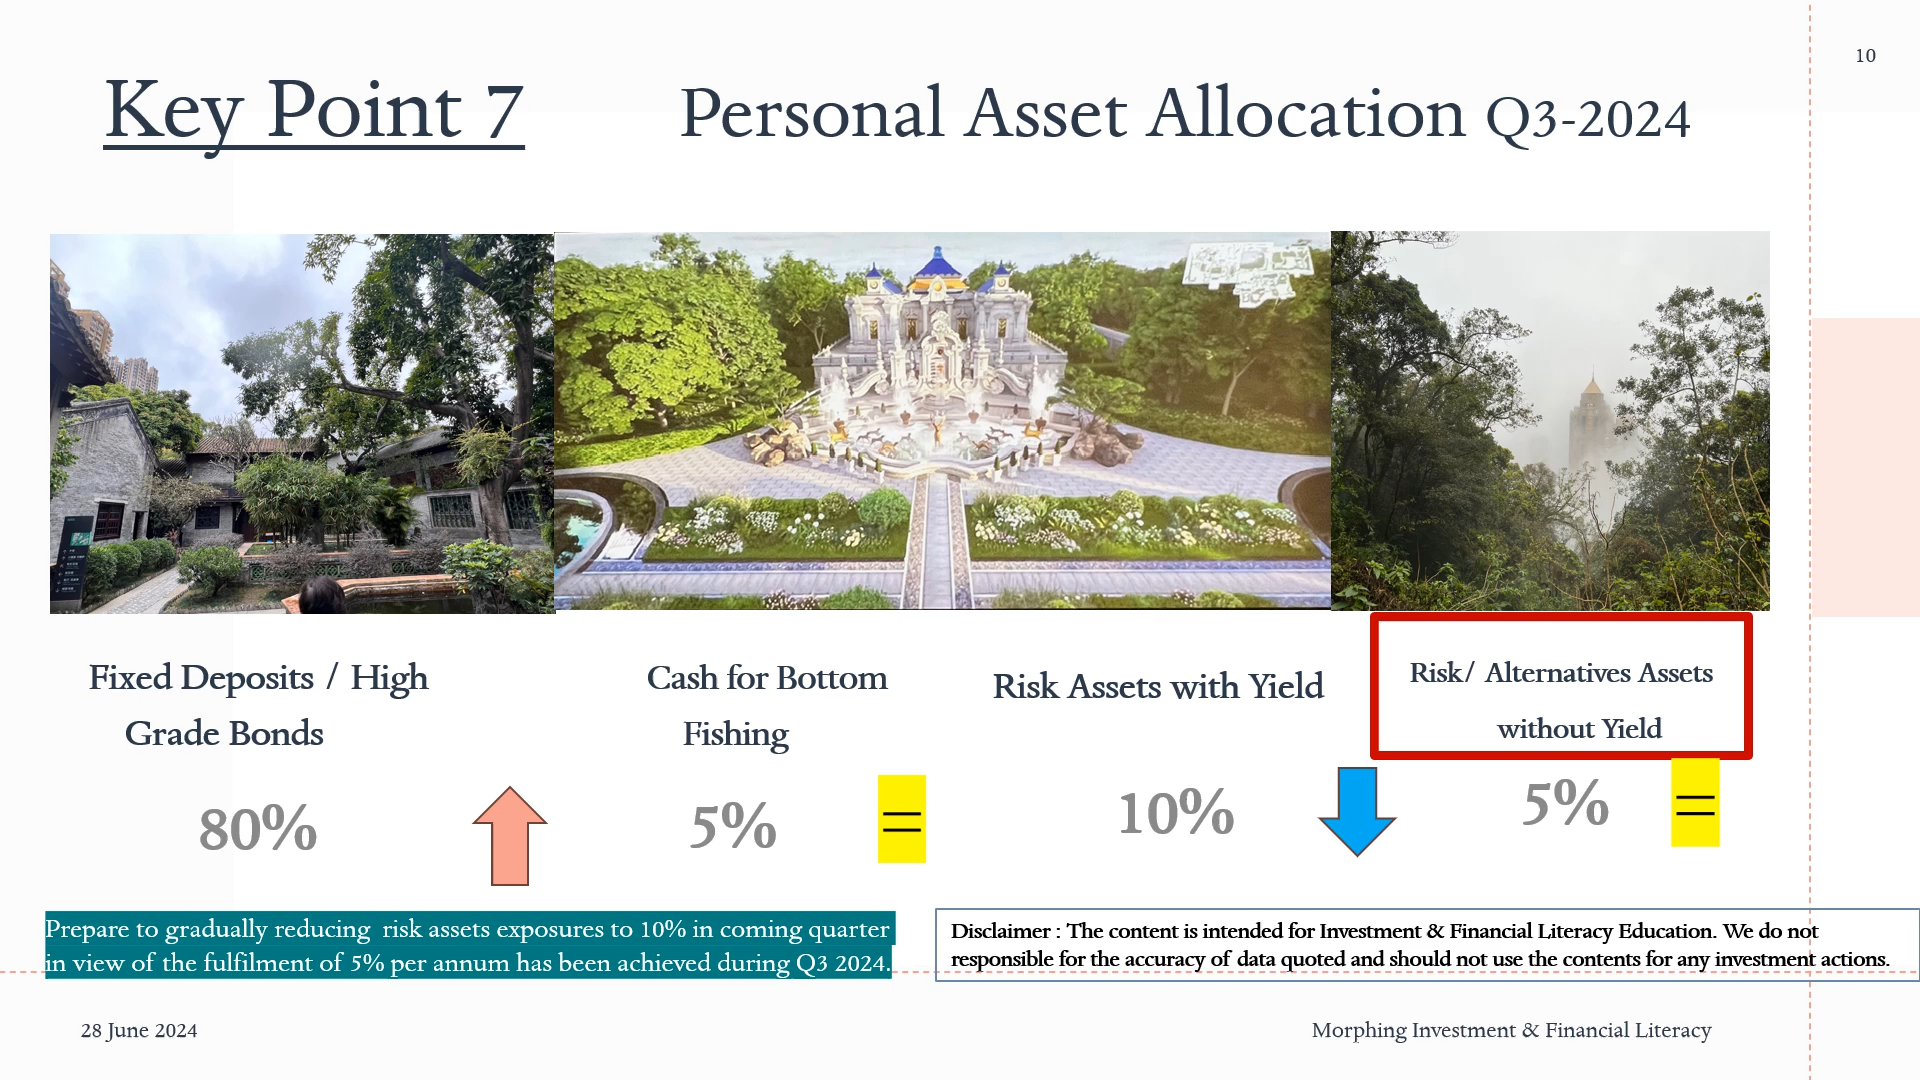 10
Key Point 7
Personal Asset Allocation Q3-2024
Fixed Deposits / High
Grade Bonds
80%
Cash for Bottom
Fishing
5%
=
Risk Assets with Yield
10%
Risk/ Alternatives Assets
without Yield
5%
=
Prepare to gradually reducing risk assets exposures to 10% in coming quarter
in view of the fulfilment of 5% per annum has been achieved during Q3 2024.
Disclaimer : The content is intended for Investment & Financial Literacy Education. We do not
responsible for the accuracy of data quoted and should not use the contents for any investment actions.
28 June 2024
Morphing Investment & Financial Literacy